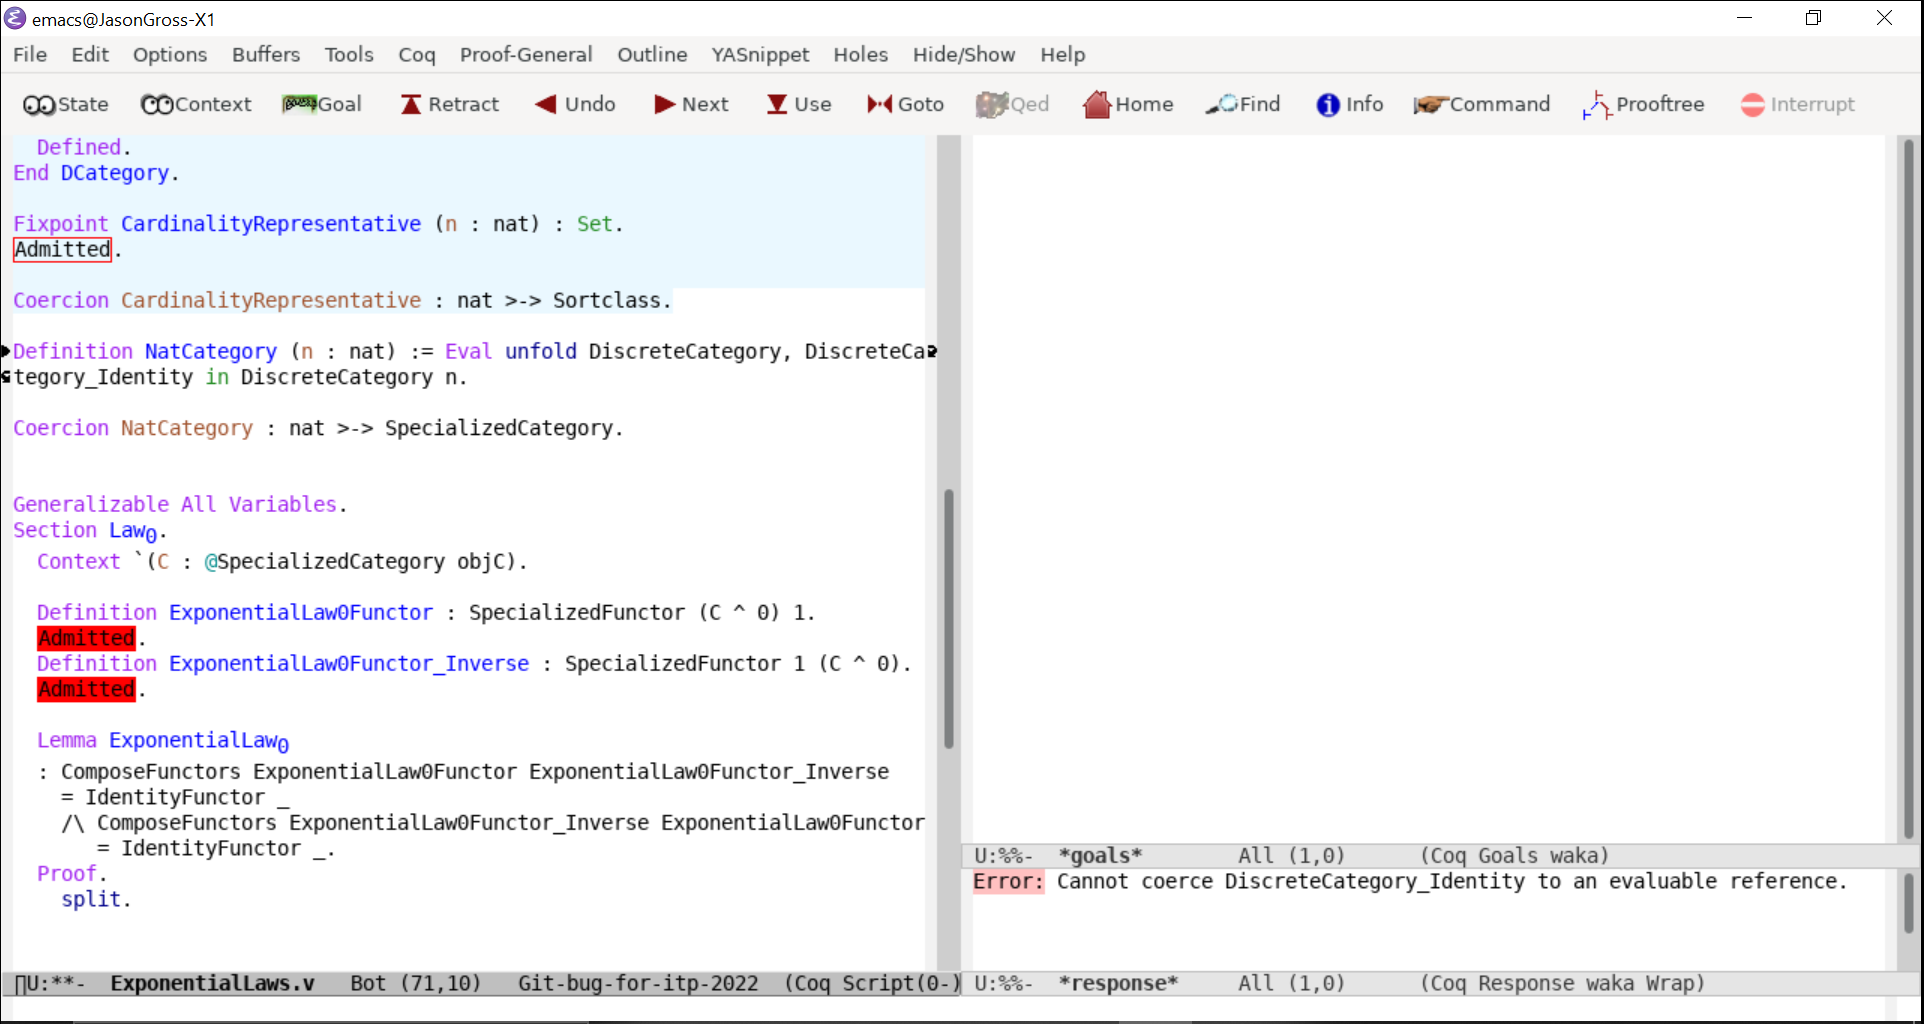 emacs@JasonGross-X1
File Edit Options Buffers Tools Coq Proof-General Outline YASnippet Holes Hide/Show Help
State Context Goal Retract Undo Next Use Goto Qed Home Find Info Command Prooftree Interrupt
  Defined.
End DCategory.
Fixpoint CardinalityRepresentative (n : nat) : Set.
Admitted.
Coercion CardinalityRepresentative : nat >-> Sortclass.
Definition NatCategory (n : nat) := Eval unfold DiscreteCategory, DiscreteCa
tegory_Identity in DiscreteCategory n.
Coercion NatCategory : nat >-> SpecializedCategory.
Generalizable All Variables.
Section Law0.
  Context `(C : @SpecializedCategory objC).
  Definition ExponentialLaw0Functor : SpecializedFunctor (C ^ 0) 1.
  Admitted.
  Definition ExponentialLaw0Functor_Inverse : SpecializedFunctor 1 (C ^ 0).
  Admitted.
  Lemma ExponentialLaw0
  : ComposeFunctors ExponentialLaw0Functor ExponentialLaw0Functor_Inverse
    = IdentityFunctor _
    /\ ComposeFunctors ExponentialLaw0Functor_Inverse ExponentialLaw0Functor
       = IdentityFunctor _.
  Proof.
    split.
U:**-  ExponentialLaws.v   Bot (71,10)   Git-bug-for-itp-2022  (Coq Script(0-)
U:%%-  *goals*        All (1,0)      (Coq Goals waka)
Error: Cannot coerce DiscreteCategory_Identity to an evaluable reference.
U:%%-  *response*     All (1,0)      (Coq Response waka Wrap)